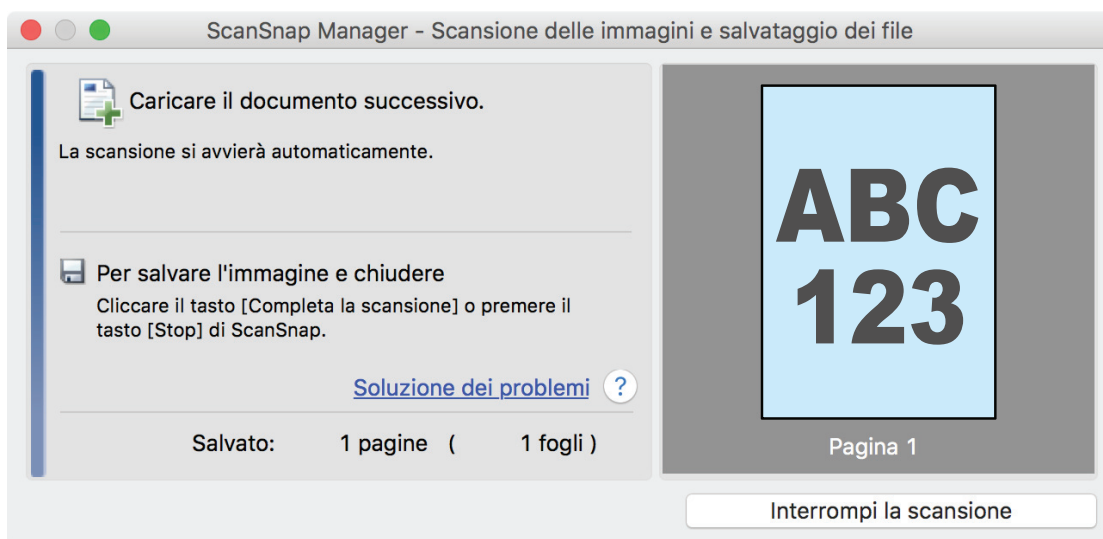 ScanSnap Manager - Scansione delle immagini e salvataggio dei file
Caricare il documento successivo.
La scansione si avvierà automaticamente.
Per salvare l'immagine e chiudere
Cliccare il tasto [Completa la scansione] o premere il
tasto [Stop] di ScanSnap.
Soluzione dei problemi ?
Salvato: 1 pagine ( 1 fogli )
ABC
123
Pagina 1
Interrompi la scansione